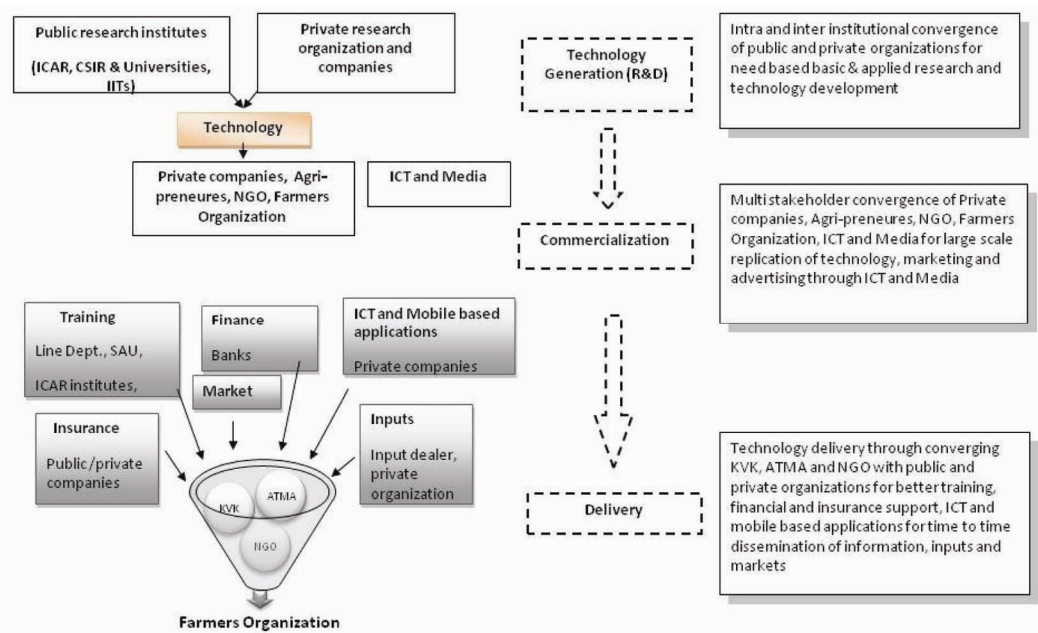 Public research institutes
(ICAR, CSIR & Universities,
IITs)
Private research
organization and
companies
Technology
Private companies, Agri-
preneures, NGO, Farmers
Organization
ICT and Media
Technology
Generation (R&D)
Intra and inter institutional convergence
of public and private organizations for
need based basic & applied research and
technology development
Commercialization
Multi stakeholder convergence of Private
companies, Agri-preneures, NGO, Farmers
Organization, ICT and Media for large scale
replication of technology, marketing and
advertising through ICT and Media
Training
Line Dept., SAU,
ICAR institutes,
Finance
Banks
Market
ICT and Mobile based
applications
Private companies
Insurance
Public/private
companies
Inputs
Input dealer,
private
organization
KVK
ATMA
NGO
Farmers Organization
Delivery
Technology delivery through converging
KVK, ATMA and NGO with public and
private organizations for better training,
financial and insurance support, ICT and
mobile based applications for time to time
dissemination of information, inputs and
markets